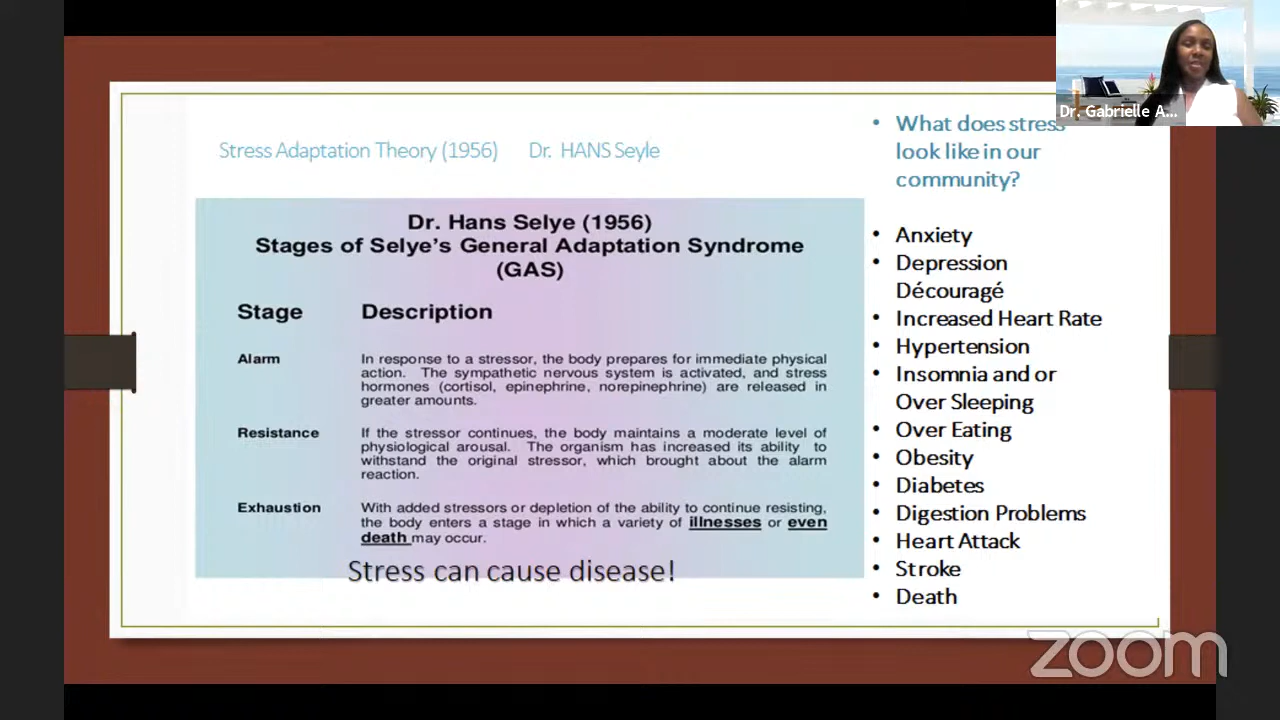 Dr. Gabrielle A...
Stress Adaptation Theory (1956) Dr. HANS Seyle
Dr. Hans Selye (1956)
Stages of Selye's General Adaptation Syndrome
(GAS)
Stage Description
Alarm In response to a stressor, the body prepares for immediate physical
action. The sympathetic nervous system is activated, and stress
hormones (cortisol, epinephrine, norepinephrine) are released in
greater amounts.
Resistance If the stressor continues, the body maintains a moderate level of
physiological arousal. The organism has increased its ability to
withstand the original stressor, which brought about the alarm
reaction.
Exhaustion With added stressors or depletion of the ability to continue resisting,
the body enters a stage in which a variety of illnesses or even
death may occur.
Stress can cause disease!
• What does stress
look like in our
community?
• Anxiety
• Depression
Découragé
• Increased Heart Rate
• Hypertension
• Insomnia and or
Over Sleeping
• Over Eating
• Obesity
• Diabetes
• Digestion Problems
• Heart Attack
• Stroke
• Death
zoom